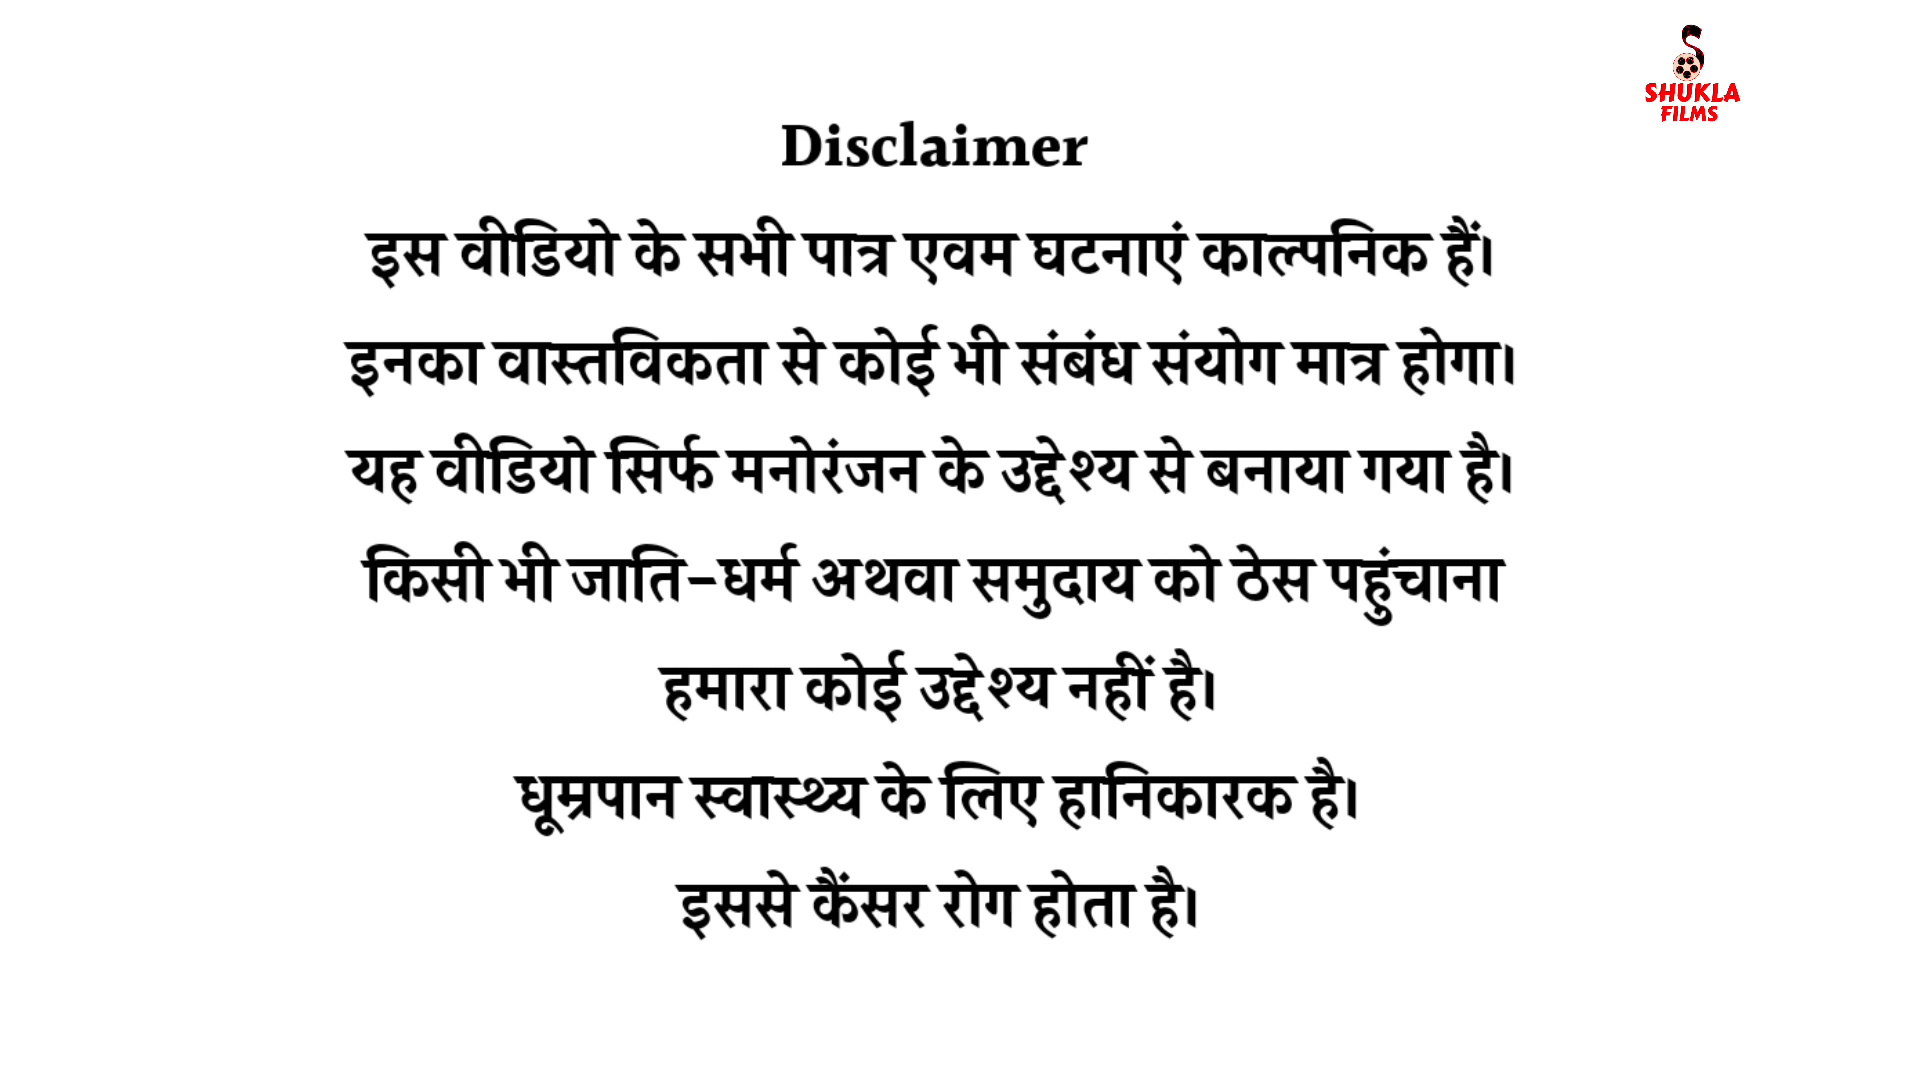 SHUKLA
FILMS
Disclaimer
इस वीडियो के सभी पात्र एवम घटनाएं काल्पनिक हैं।
इनका वास्तविकता से कोई भी संबंध संयोग मात्र होगा।
यह वीडियो सिर्फ मनोरंजन के उद्देश्य से बनाया गया है।
किसी भी जाति-धर्म अथवा समुदाय को ठेस पहुंचाना
हमारा कोई उद्देश्य नहीं है।
धूम्रपान स्वास्थ्य के लिए हानिकारक है।
इससे कैंसर रोग होता है।